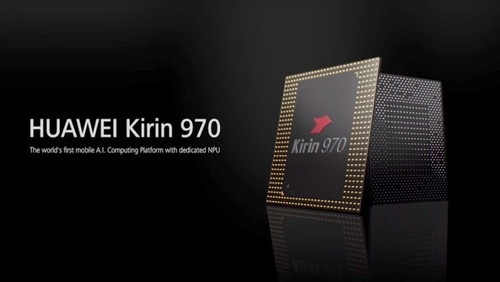 HUAWEI Kirin 970
The world's first mobile A.I. Computing Platform with dedicated NPU
Kirin 970